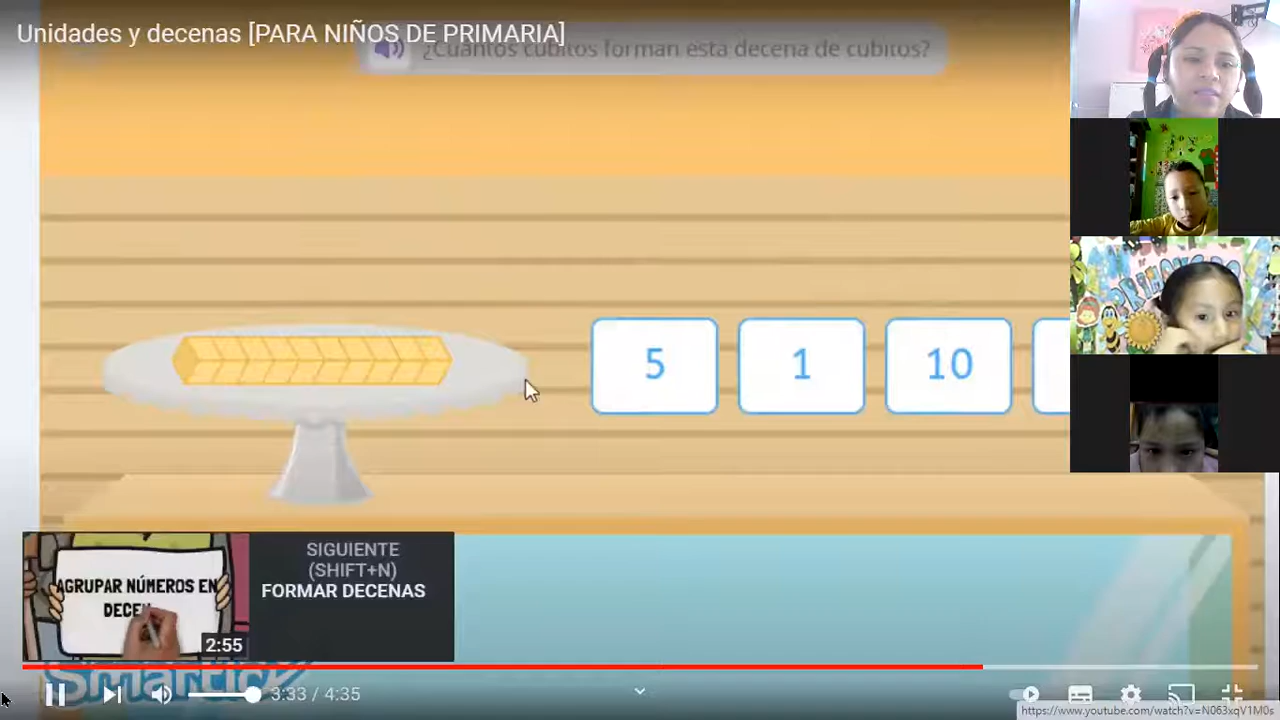 Unidades y decenas [PARA NIÑOS DE PRIMARIA]
¿Cuántos cubitos forman esta decena de cubitos?
5
1
10
SIGUIENTE
(SHIFT+N)
FORMAR DECENAS
AGRUPAR NÚMEROS EN
2:55
Smartick
3:33 / 4:35
https://www.youtube.com/watch?v=N063xqV1M0s